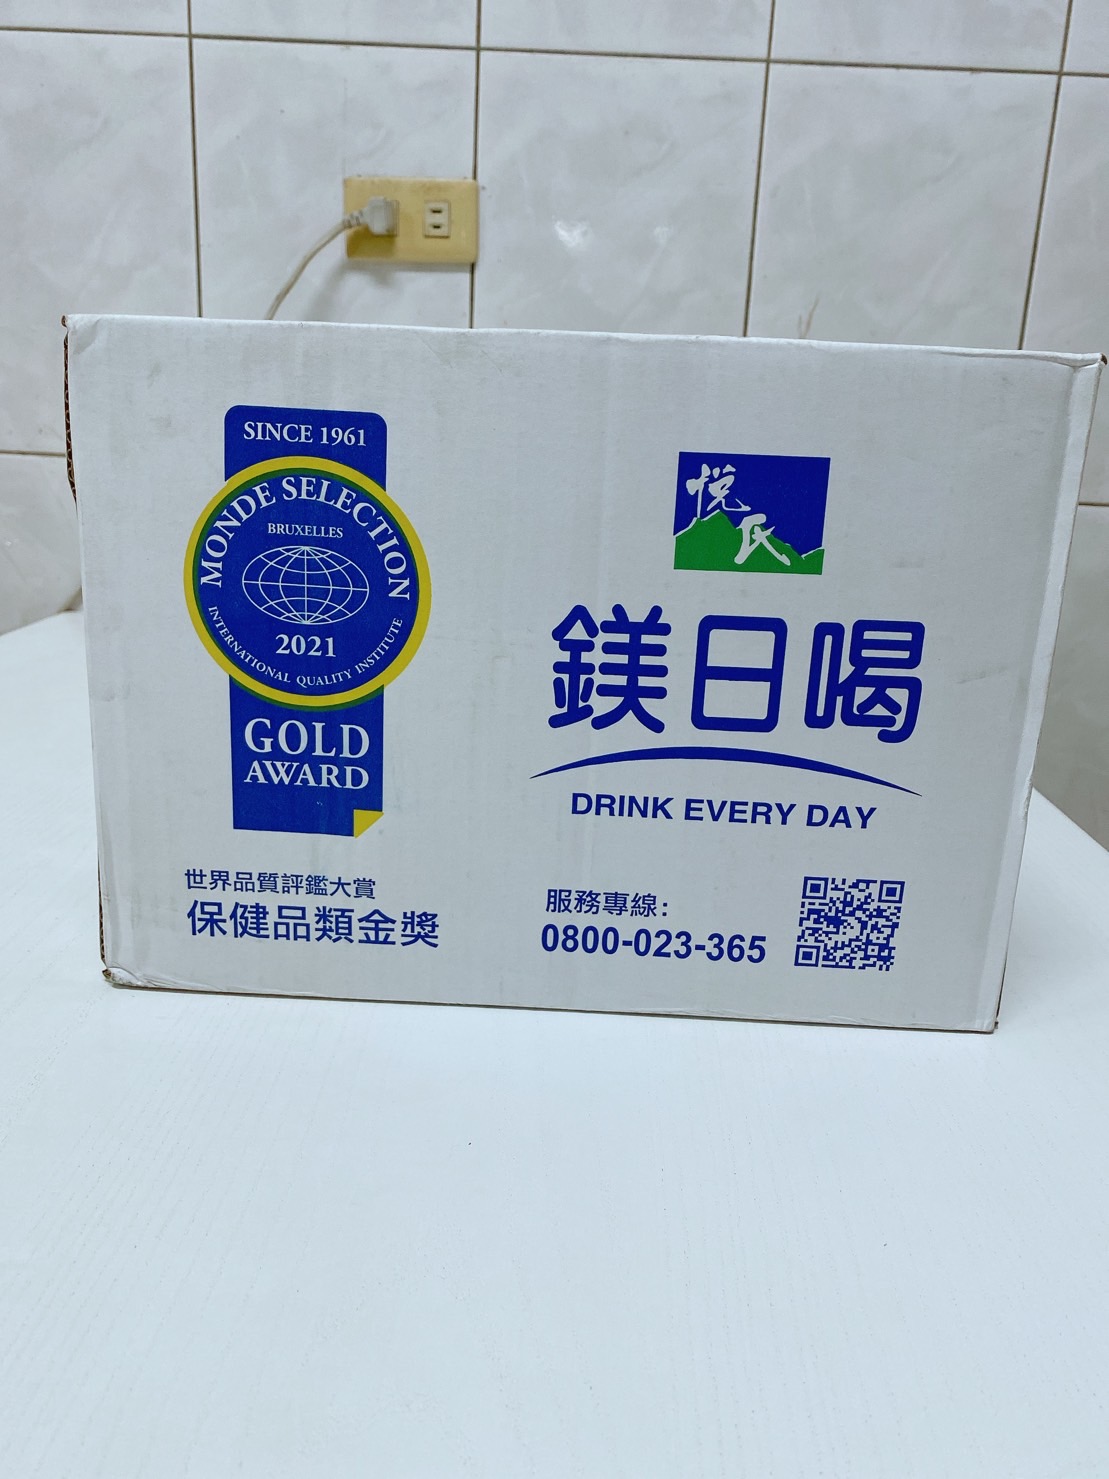 SINCE 1961
MONDE SELECTION
BRUXELLES
2021
INTERNATIONAL QUALITY INSTITUTE
GOLD
AWARD
世界品質評鑑大賞
保健品類金獎
悅氏
鎂日喝
DRINK EVERY DAY
服務專線:
0800-023-365